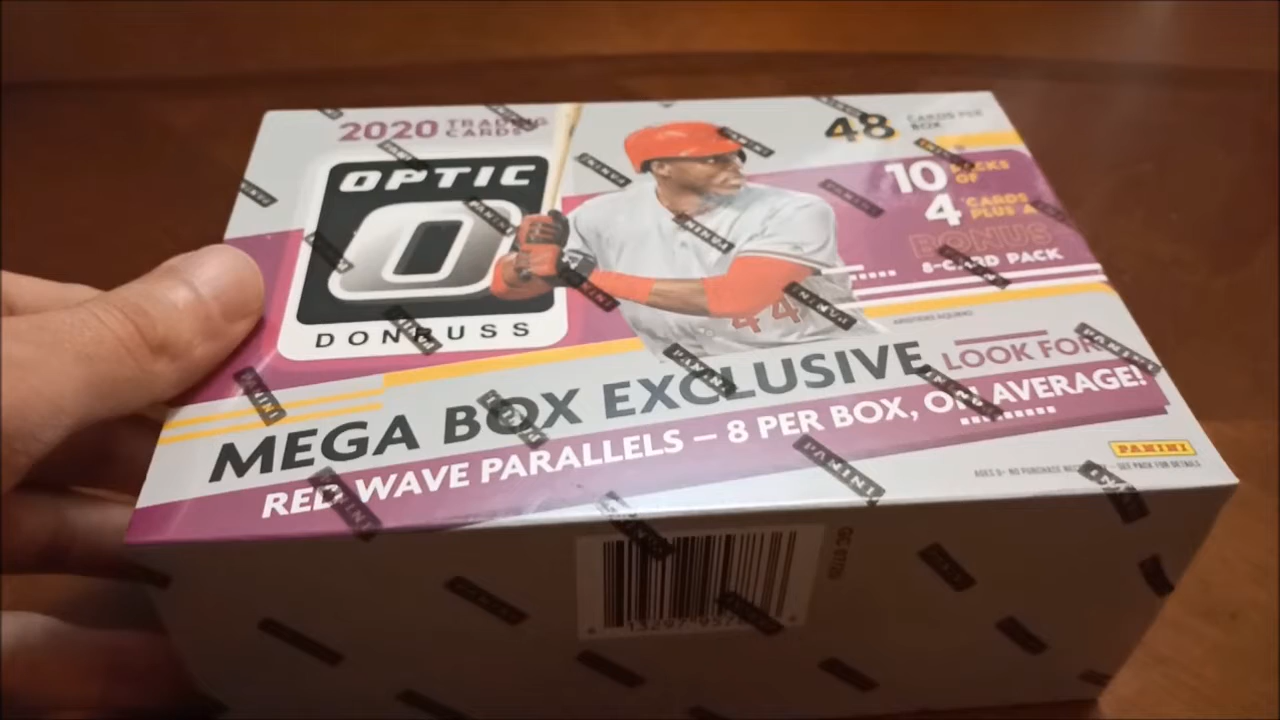 2020 TRADING CARDS
48 CARDS PER BOX
OPTIC
DONRUSS
10 PACKS OF
4 CARDS PLUS A
BONUS
8-CARD PACK
44
MEGA BOX EXCLUSIVE
LOOK FOR
RED WAVE PARALLELS – 8 PER BOX, ON AVERAGE!
PANINI